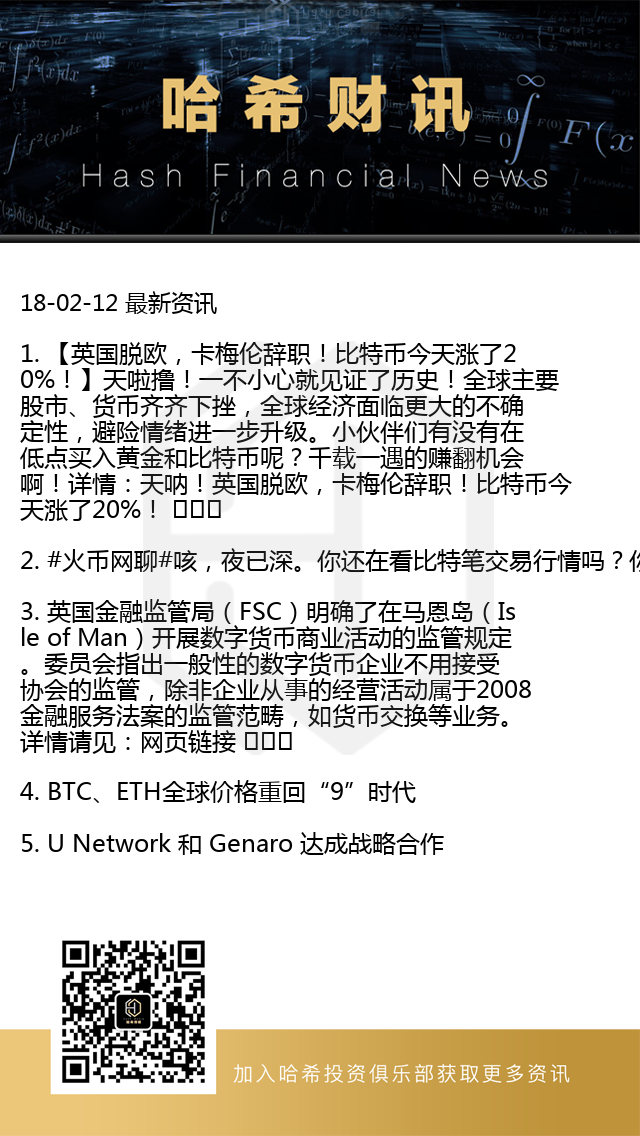 哈希财讯
Hash Financial News
18-02-12 最新资讯
1. 【英国脱欧，卡梅伦辞职！比特币今天涨了2
0%！】天啦撸！一不小心就见证了历史！全球主要
股市、货币齐齐下挫，全球经济面临更大的不确
定性，避险情绪进一步升级。小伙伴们有没有在
低点买入黄金和比特币呢？千载一遇的赚翻机会
啊！详情：天呐！英国脱欧，卡梅伦辞职！比特币今
天涨了20%！
2. #火币网聊#咳，夜已深。你还在看比特笔交易行情吗？
3. 英国金融监管局（FSC）明确了在马恩岛（Is
le of Man）开展数字货币商业活动的监管规定
。委员会指出一般性的数字货币企业不用接受
协会的监管，除非企业从事的经营活动属于2008
金融服务法案的监管范畴，如货币交换等业务。
详情请见：网页链接
4. BTC、ETH全球价格重回“9”时代
5. U Network 和 Genaro 达成战略合作
加入哈希投资俱乐部获取更多资讯